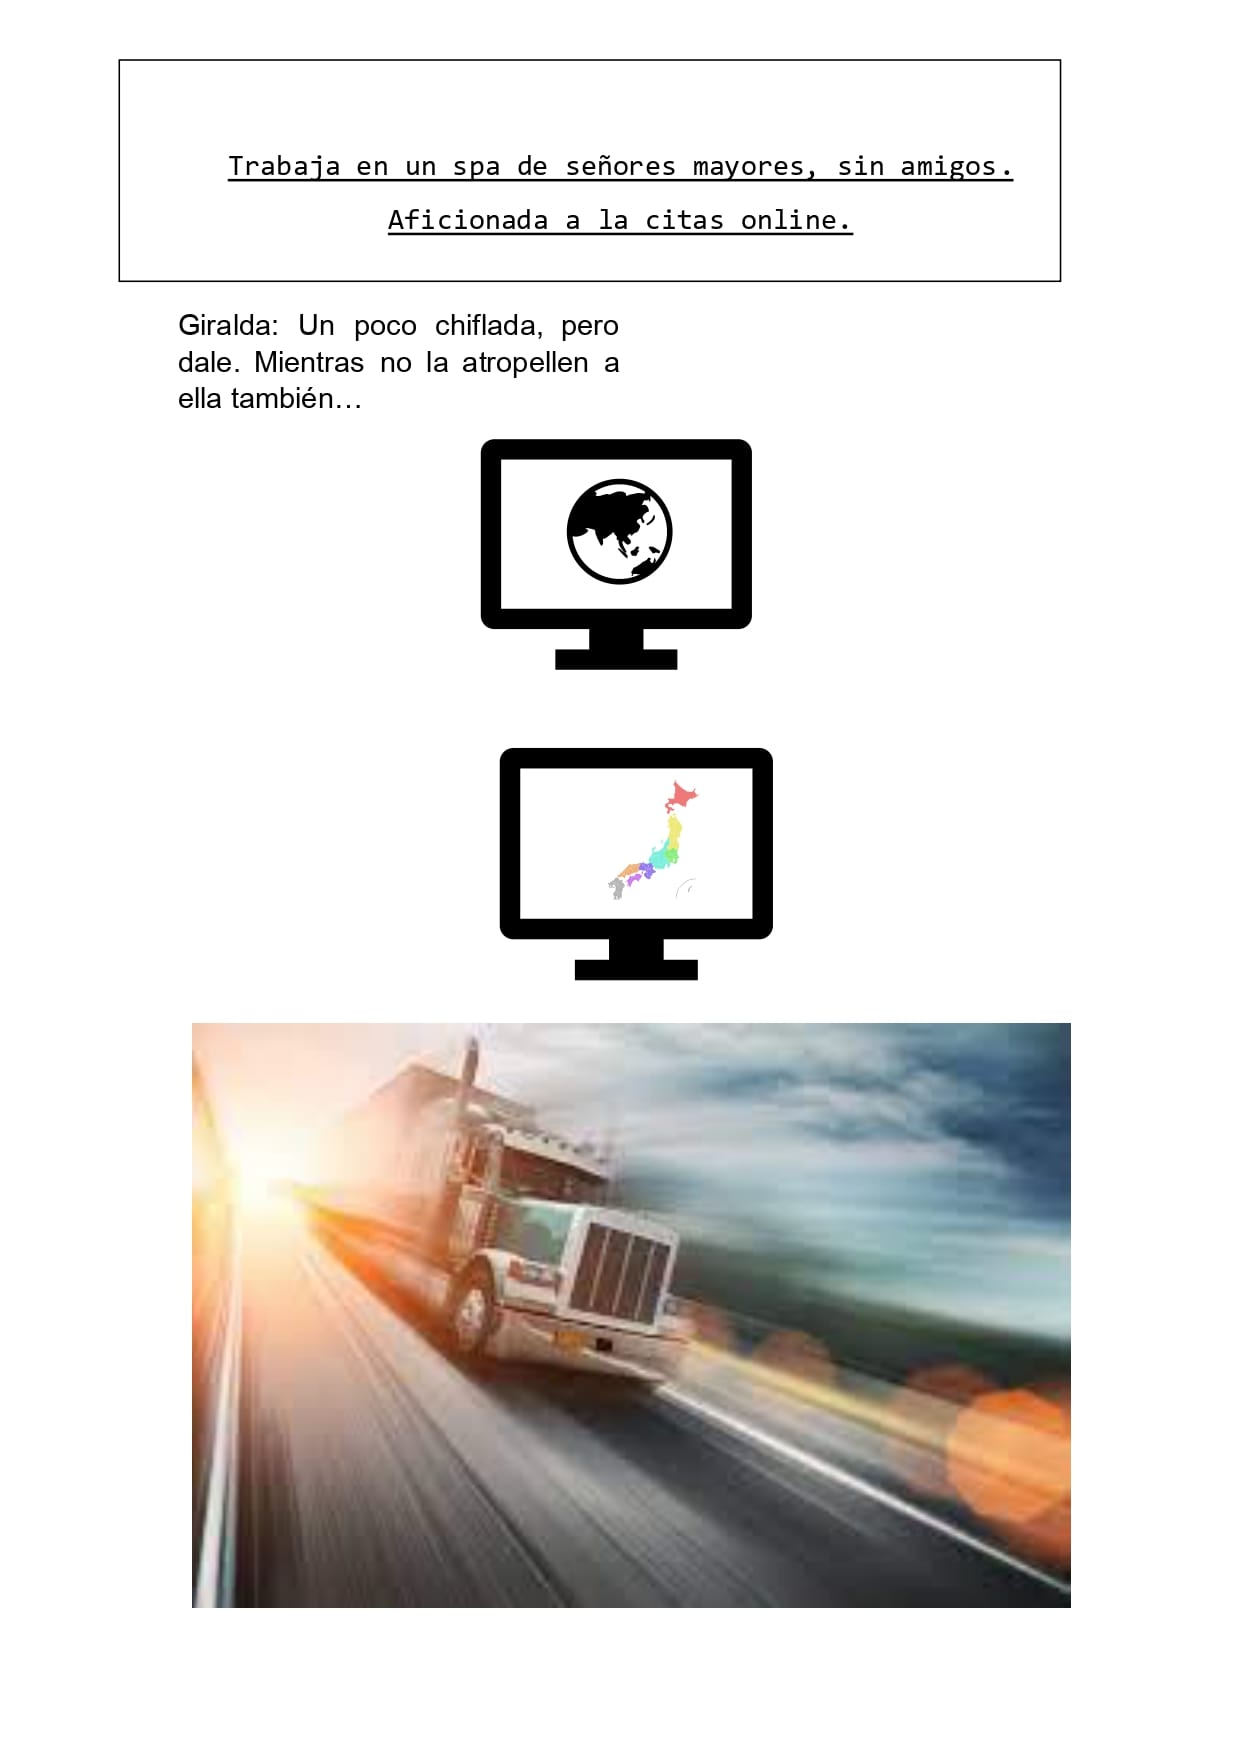 Trabaja en un spa de señores mayores, sin amigos.
Aficionada a la citas online.
Giralda: Un poco chiflada, pero
dale. Mientras no la atropellen a
ella también…